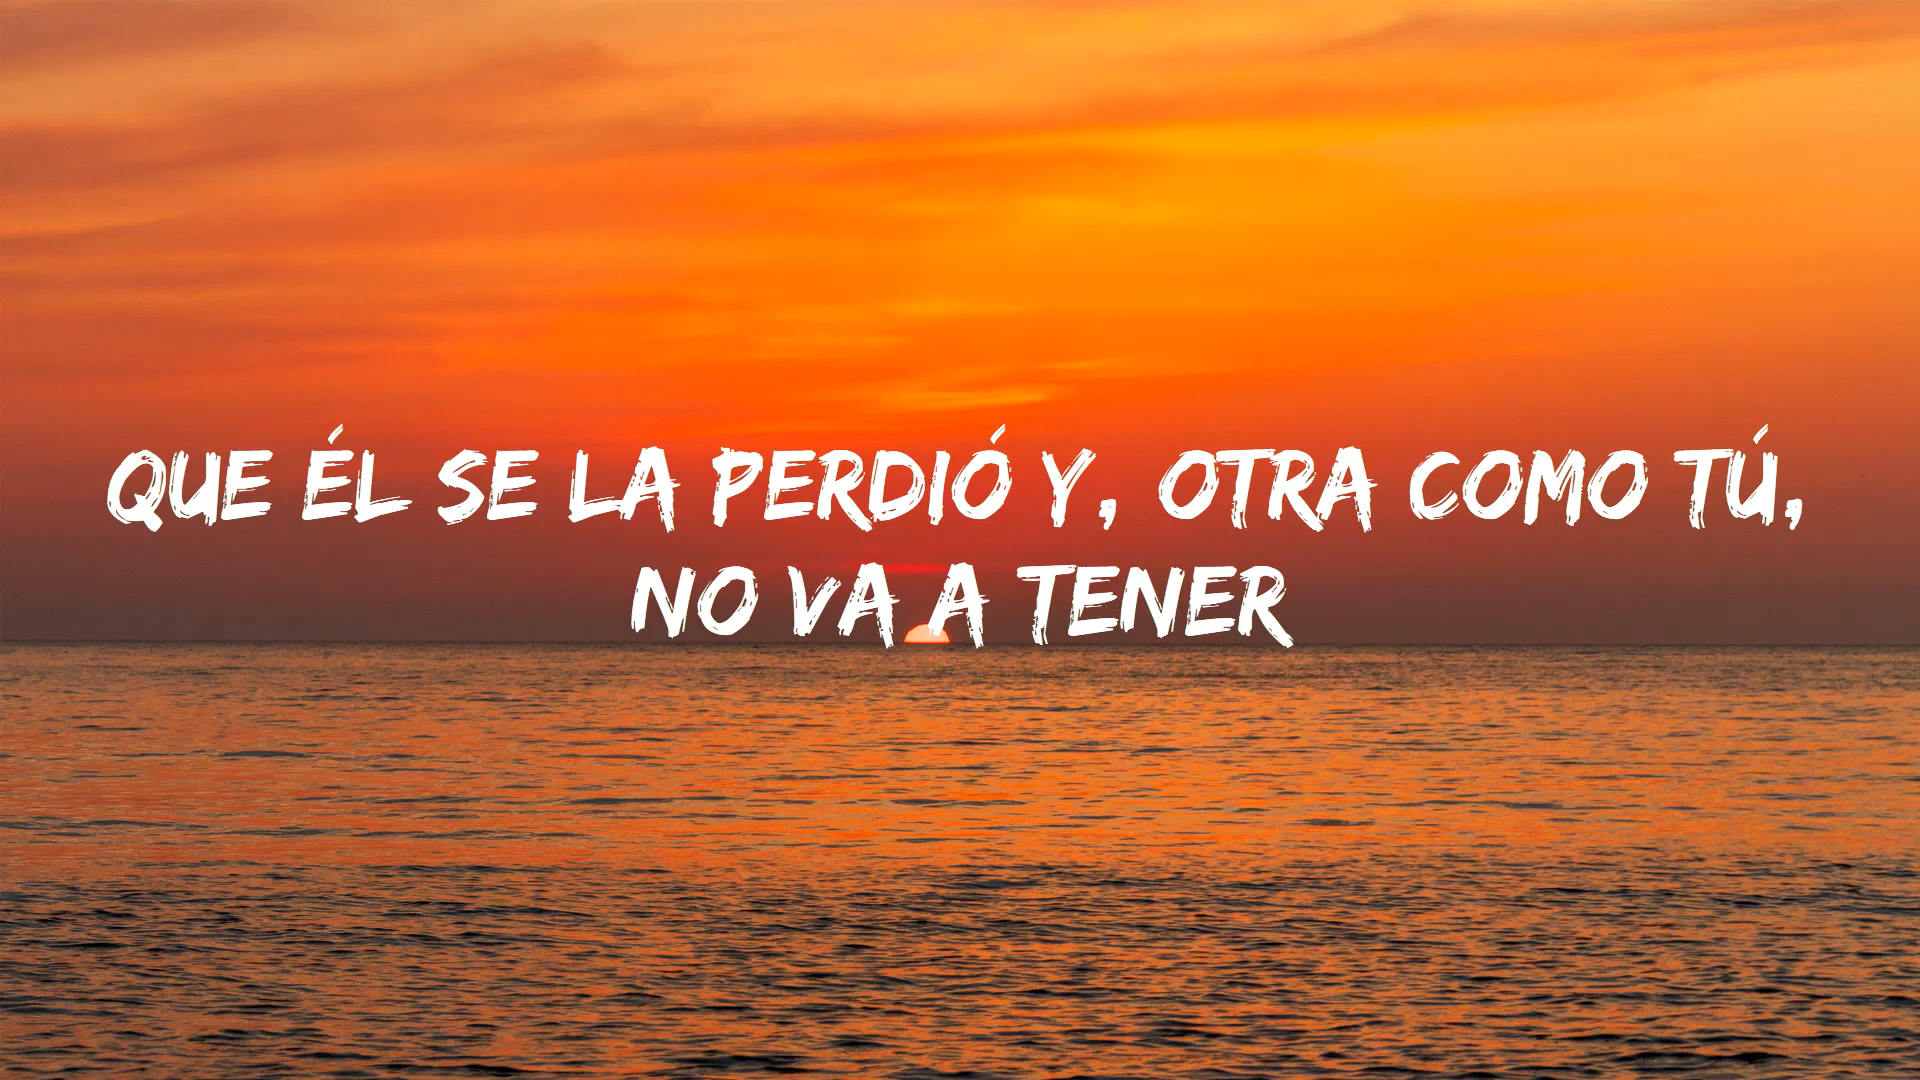 QUE ÉL SE LA PERDIÓ Y, OTRA COMO TÚ,
NO VA A TENER